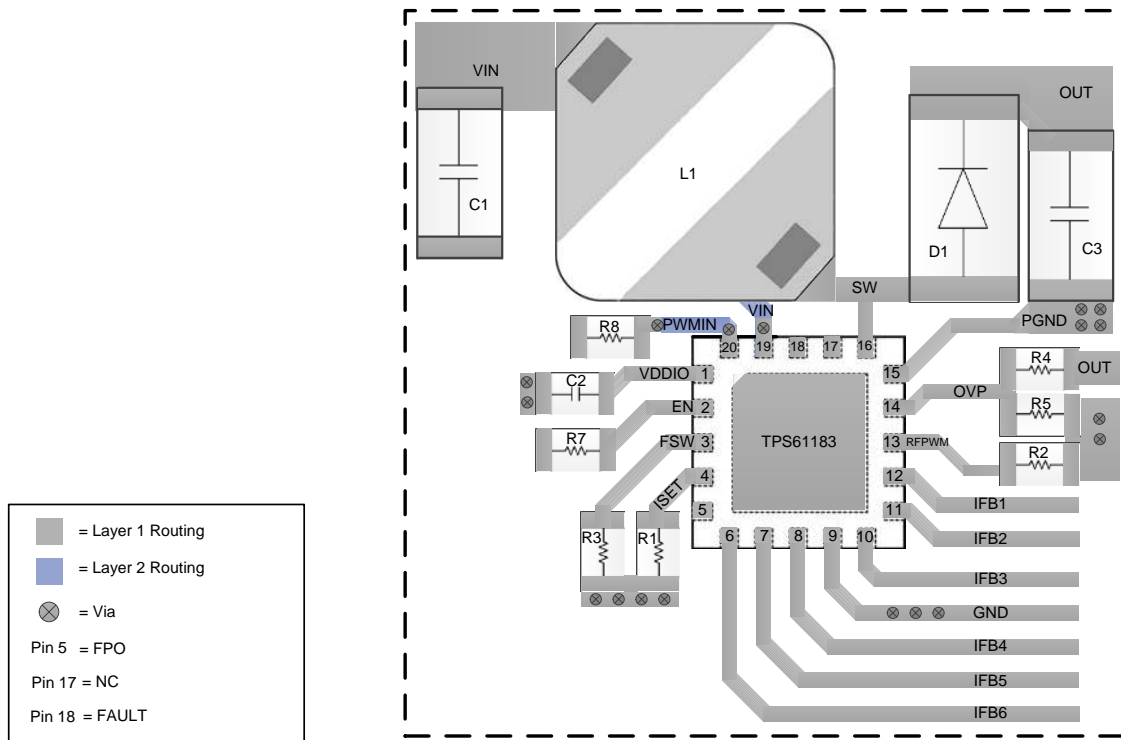 VIN
OUT
L1
C1
D1
C3
SW
VIN
PWMIN
R8
PGND
20
19
18
17
16
R4
OUT
VDDIO
1
15
C2
OVP
EN
2
14
R5
R7
FSW
3
TPS61183
13
RFPWM
R2
ISET
4
12
IFB1
5
11
IFB2
R3
R1
6
7
8
9
10
IFB3
GND
IFB4
IFB5
IFB6
= Layer 1 Routing
= Layer 2 Routing
= Via
Pin 5 = FPO
Pin 17 = NC
Pin 18 = FAULT